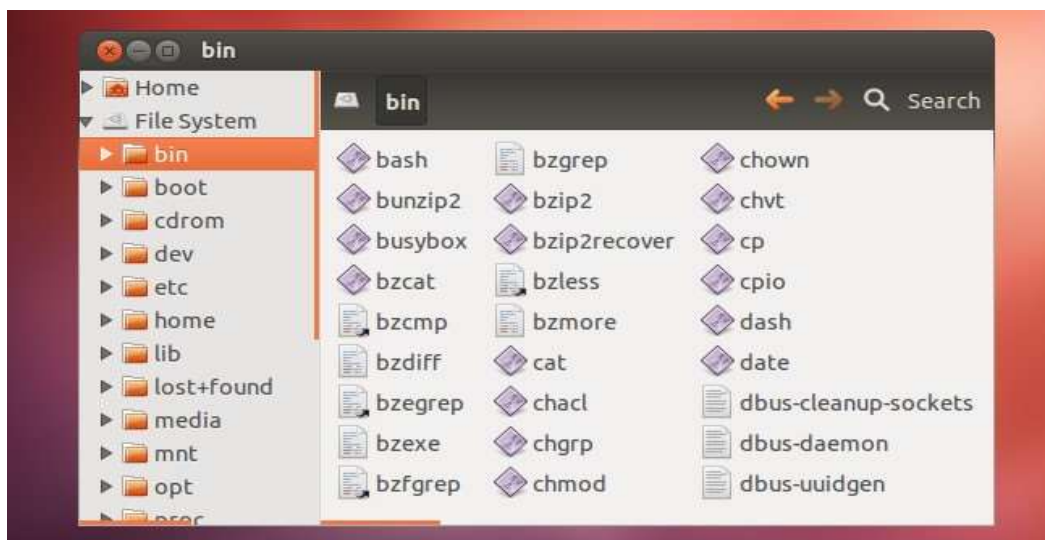 bin
Home
File System
bin
boot
cdrom
dev
etc
home
lib
lost+found
media
mnt
opt
proc
bin
Search
bash
bunzip2
busybox
bzcat
bzcmp
bzdiff
bzegrep
bzexe
bzfgrep
bzgrep
bzip2
bzip2recover
bzless
bzmore
cat
chacl
chgrp
chmod
chown
chvt
cp
cpio
dash
date
dbus-cleanup-sockets
dbus-daemon
dbus-uuidgen